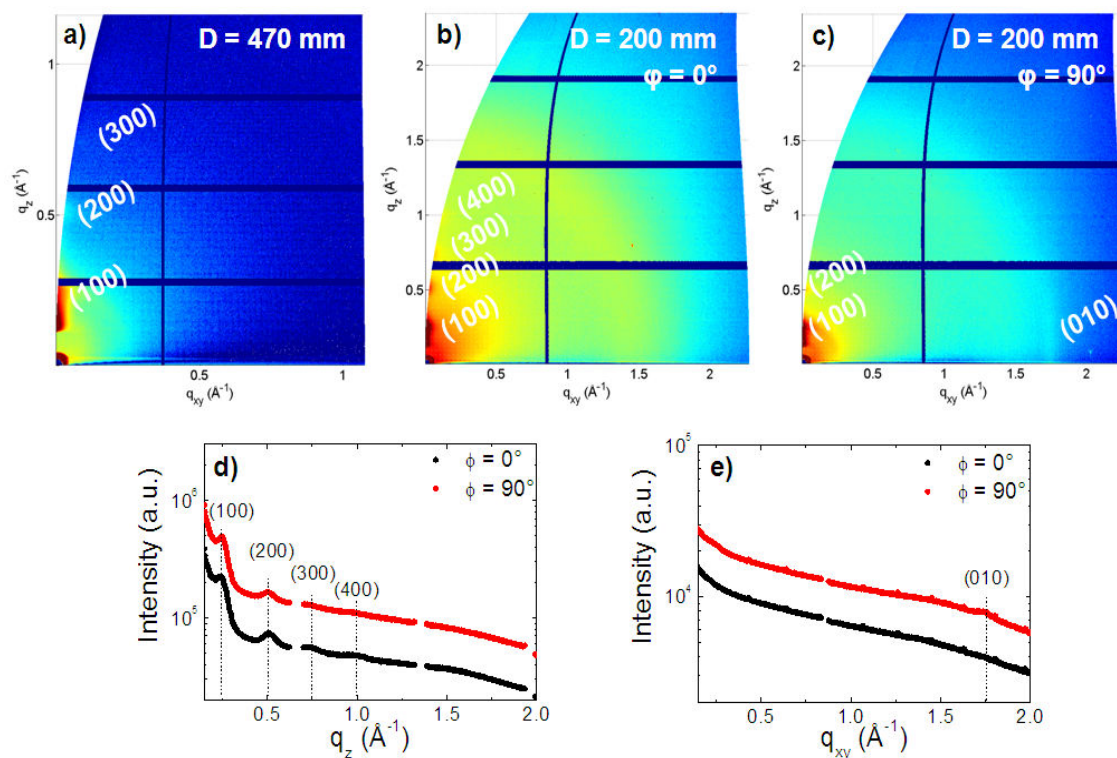 a) D = 470 mm
1
(300)
q_z (Å⁻¹)
(200)
0.5
(100)
0.5 1
q_xy (Å⁻¹)
b) D = 200 mm
φ = 0°
2
1.5
q_z (Å⁻¹)
(400)
1
(300)
(200)
0.5
(100)
0.5 1 1.5 2
q_xy (Å⁻¹)
c) D = 200 mm
φ = 90°
2
1.5
q_z (Å⁻¹)
1
(200)
0.5
(100)
(010)
0.5 1 1.5 2
q_xy (Å⁻¹)
d)
ϕ = 0°
ϕ = 90°
Intensity (a.u.)
10⁶
10⁵
(100)
(200)
(300)
(400)
0.5 1.0 1.5 2.0
q_z (Å⁻¹)
e)
ϕ = 0°
ϕ = 90°
Intensity (a.u.)
10⁵
10⁴
(010)
0.5 1.0 1.5 2.0
q_xy (Å⁻¹)